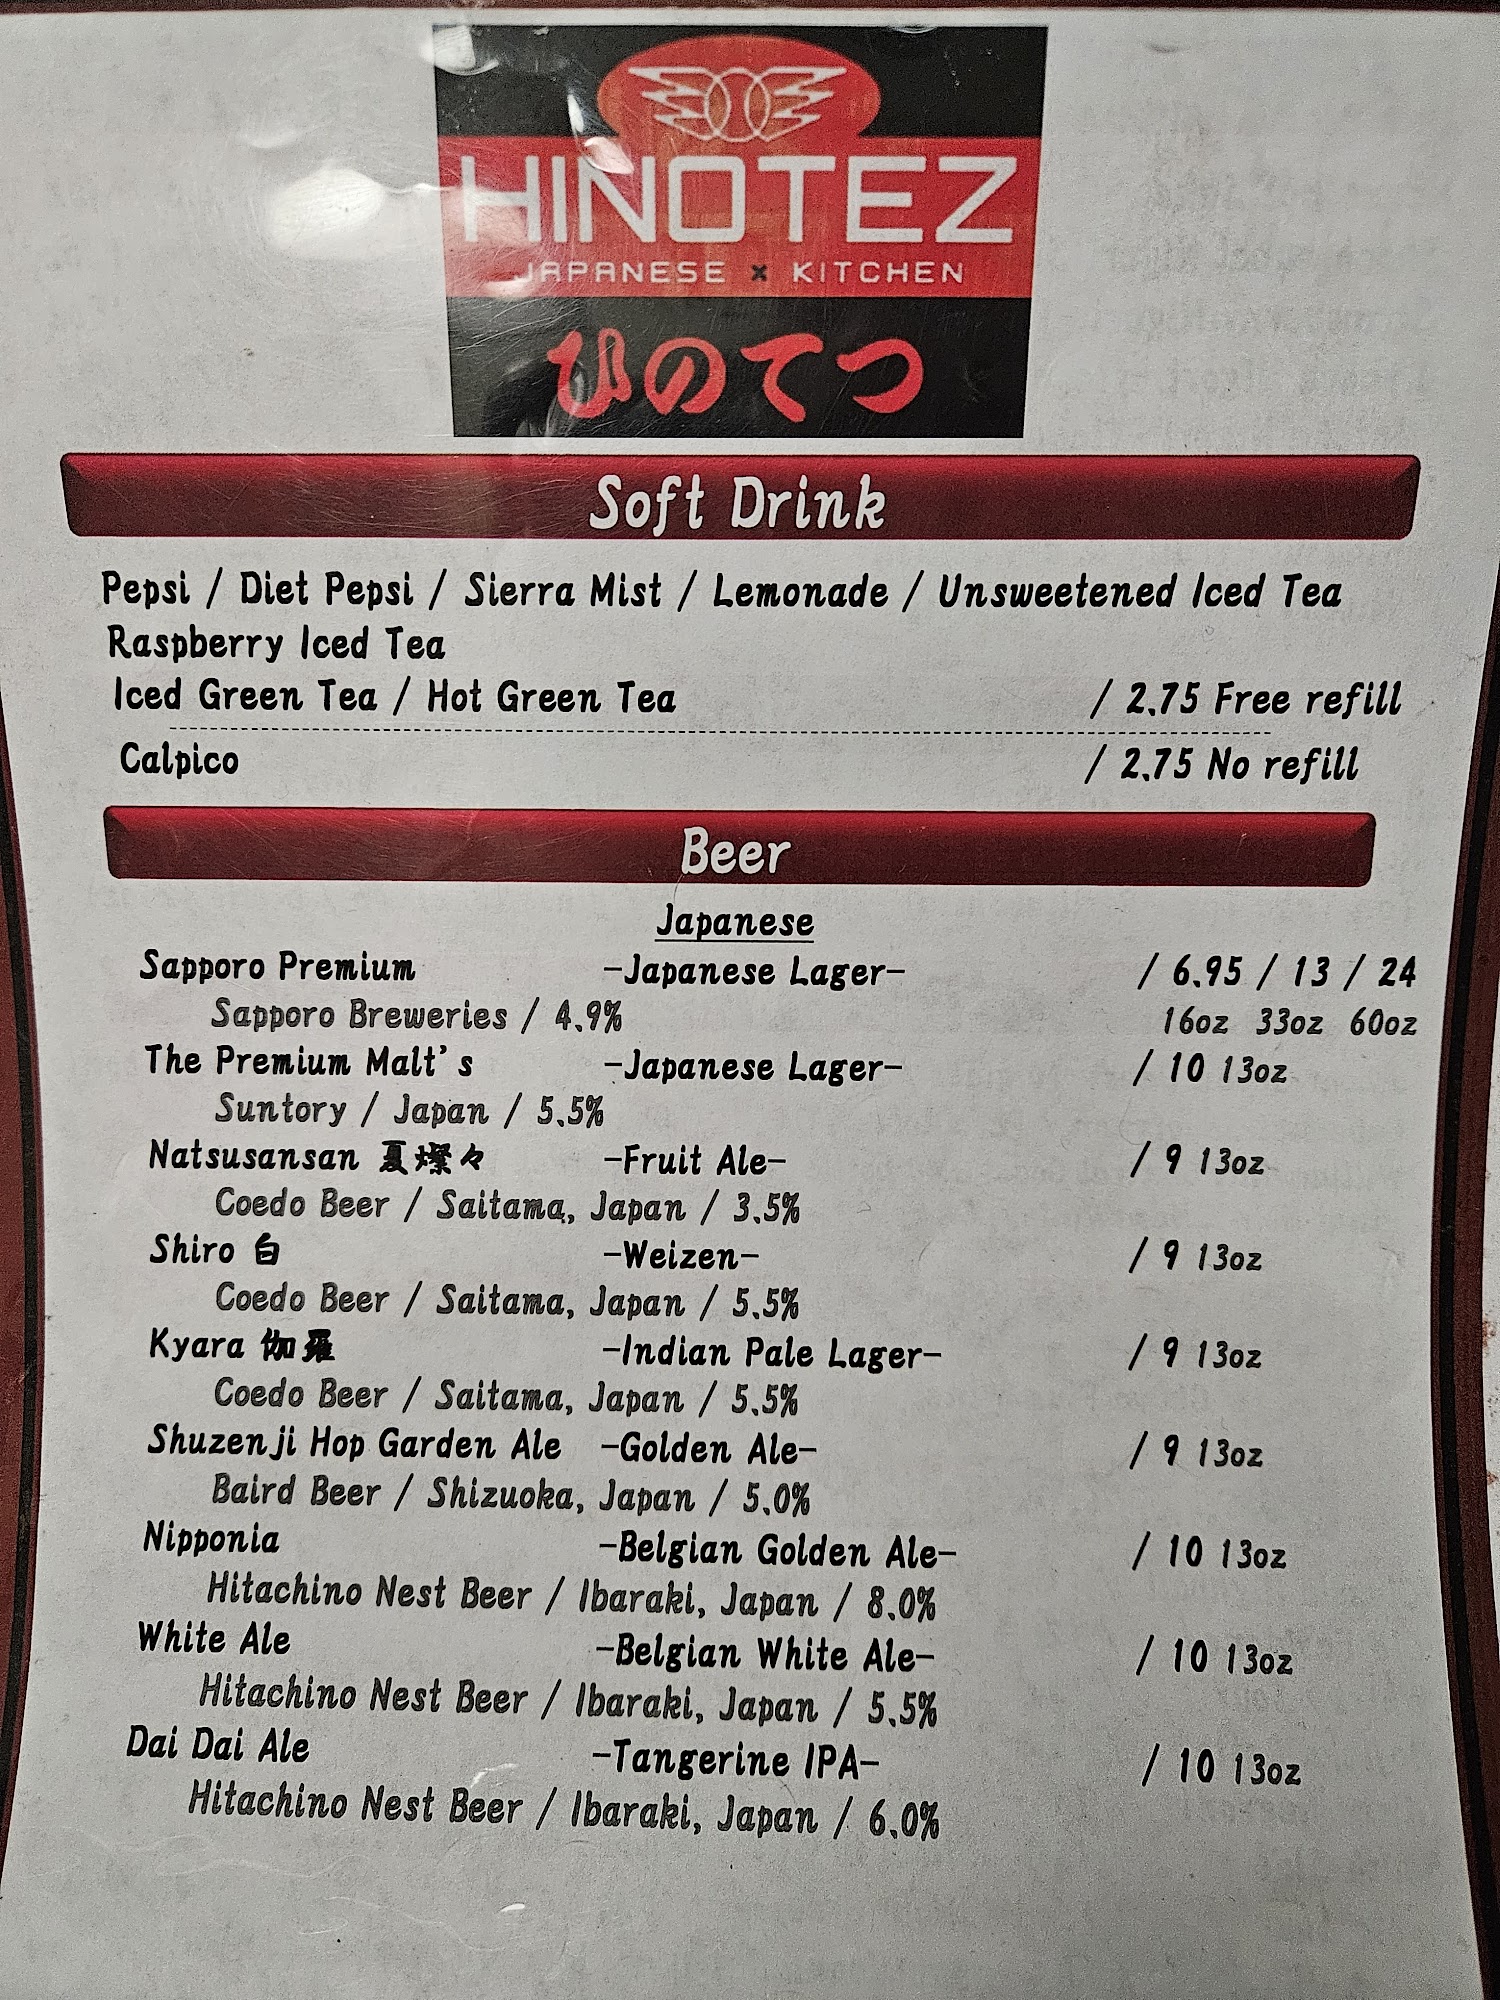 HINOTEZ
JAPANESE x KITCHEN
ひのてつ
Soft Drink
Pepsi / Diet Pepsi / Sierra Mist / Lemonade / Unsweetened Iced Tea
Raspberry Iced Tea
Iced Green Tea / Hot Green Tea / 2.75 Free refill
Calpico / 2.75 No refill
Beer
Japanese
Sapporo Premium -Japanese Lager- / 6.95 / 13 / 24
Sapporo Breweries / 4.9% 16oz 33oz 60oz
The Premium Malt's -Japanese Lager- / 10 13oz
Suntory / Japan / 5.5%
Natsusansan 夏燦々 -Fruit Ale- / 9 13oz
Coedo Beer / Saitama, Japan / 3.5%
Shiro 白 -Weizen- / 9 13oz
Coedo Beer / Saitama, Japan / 5.5%
Kyara 伽羅 -Indian Pale Lager- / 9 13oz
Coedo Beer / Saitama, Japan / 5.5%
Shuzenji Hop Garden Ale -Golden Ale- / 9 13oz
Baird Beer / Shizuoka, Japan / 5.0%
Nipponia -Belgian Golden Ale- / 10 13oz
Hitachino Nest Beer / Ibaraki, Japan / 8.0%
White Ale -Belgian White Ale- / 10 13oz
Hitachino Nest Beer / Ibaraki, Japan / 5.5%
Dai Dai Ale -Tangerine IPA- / 10 13oz
Hitachino Nest Beer / Ibaraki, Japan / 6.0%